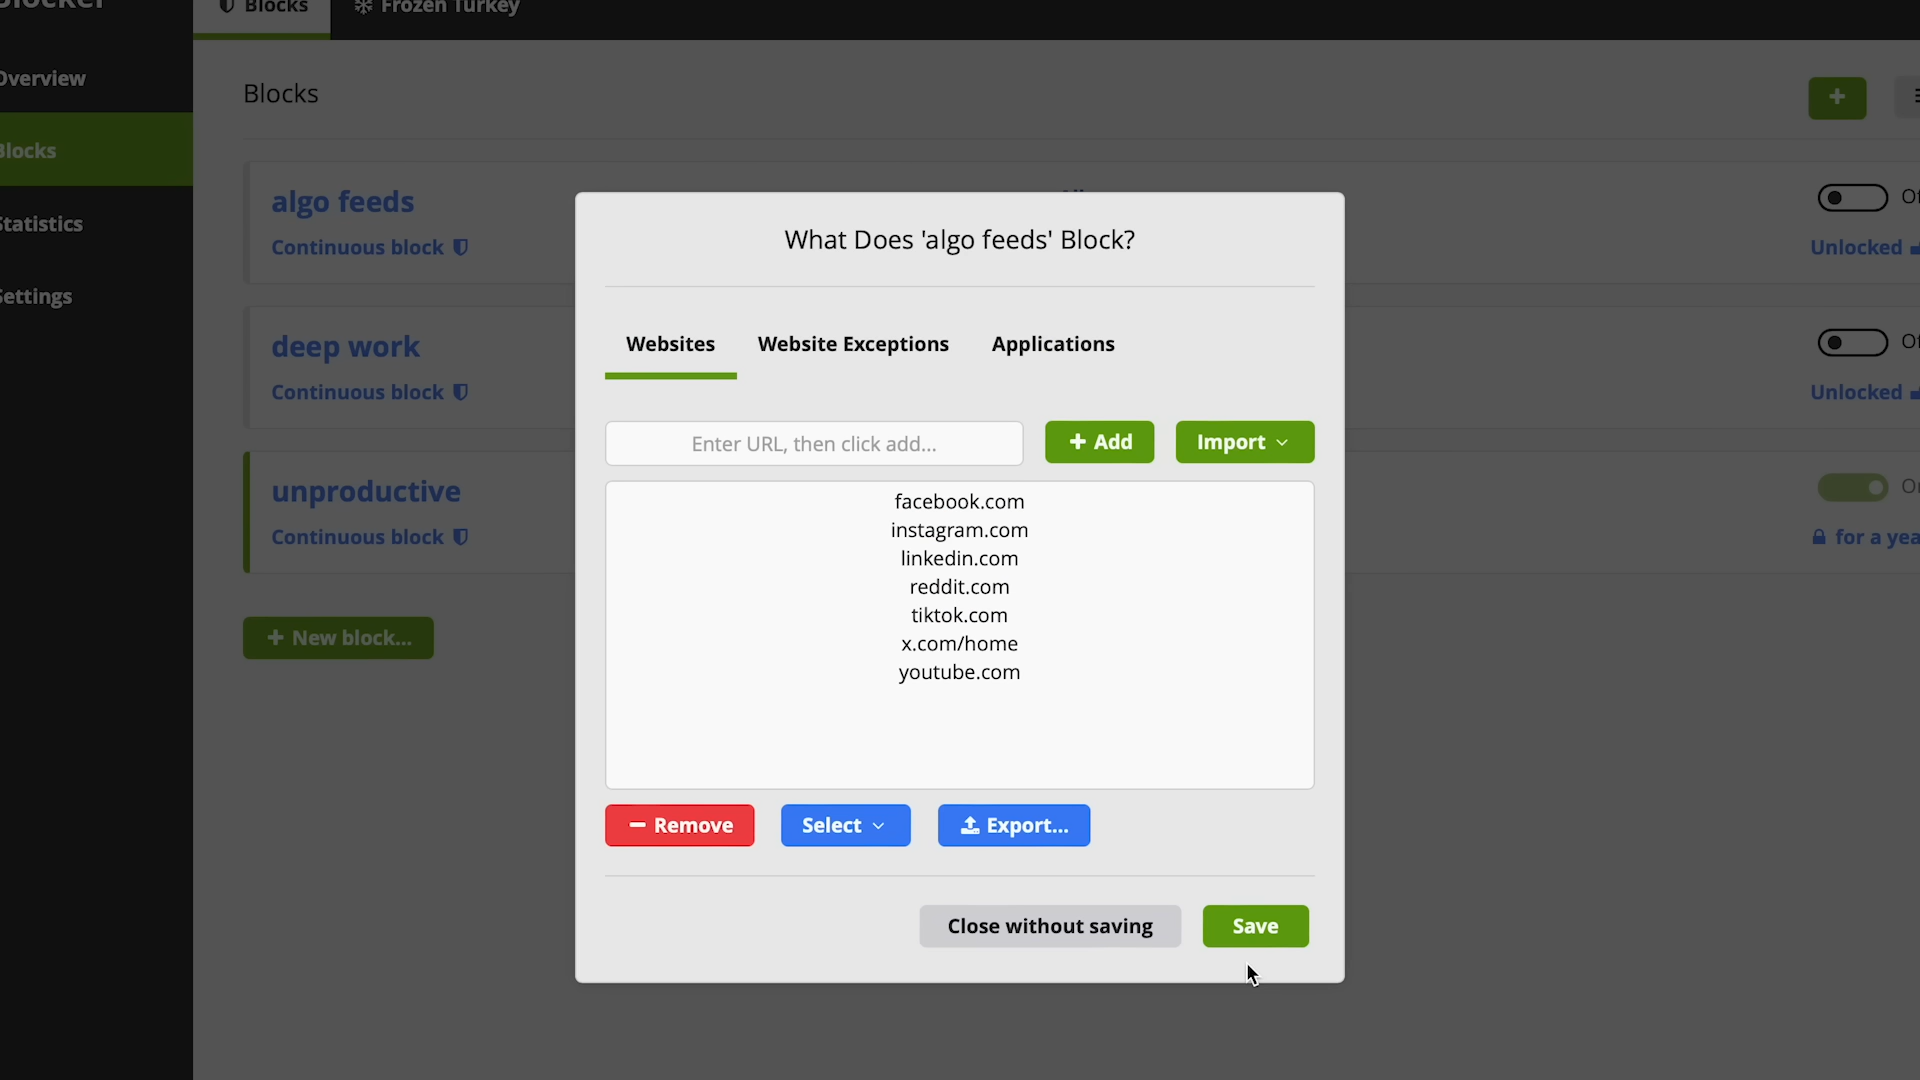 Blocks
Frozen Turkey
Overview
Blocks
Statistics
Settings
Blocks
algo feeds
Continuous block
Unlocked
deep work
Continuous block
Unlocked
unproductive
Continuous block
for a yea
+ New block...
What Does 'algo feeds' Block?
Websites
Website Exceptions
Applications
Enter URL, then click add...
+ Add
Import
facebook.com
instagram.com
linkedin.com
reddit.com
tiktok.com
x.com/home
youtube.com
Remove
Select
Export...
Close without saving
Save